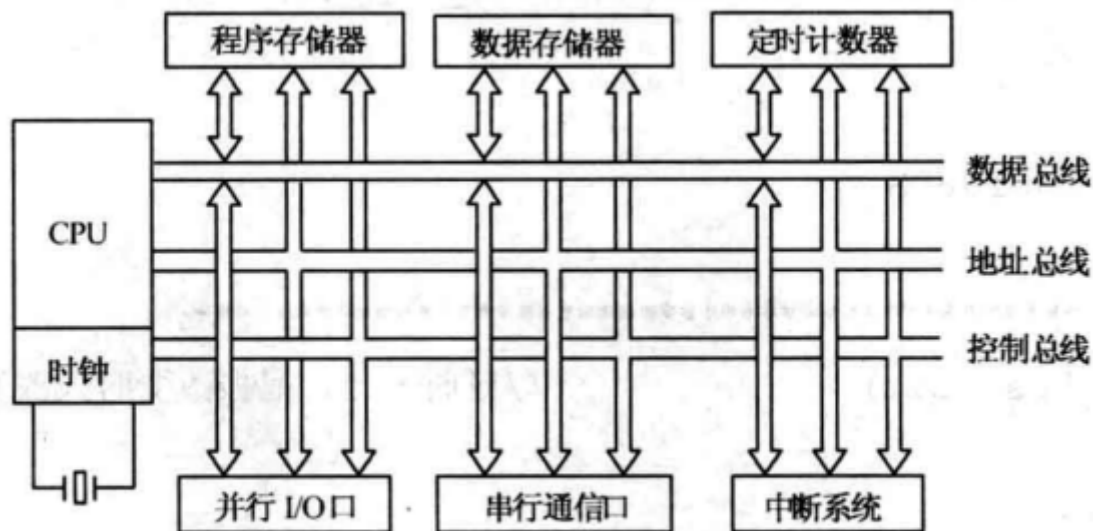 程序存储器
数据存储器
定时计数器
CPU
数据总线
地址总线
控制总线
时钟
并行 I/O 口
串行通信口
中断系统